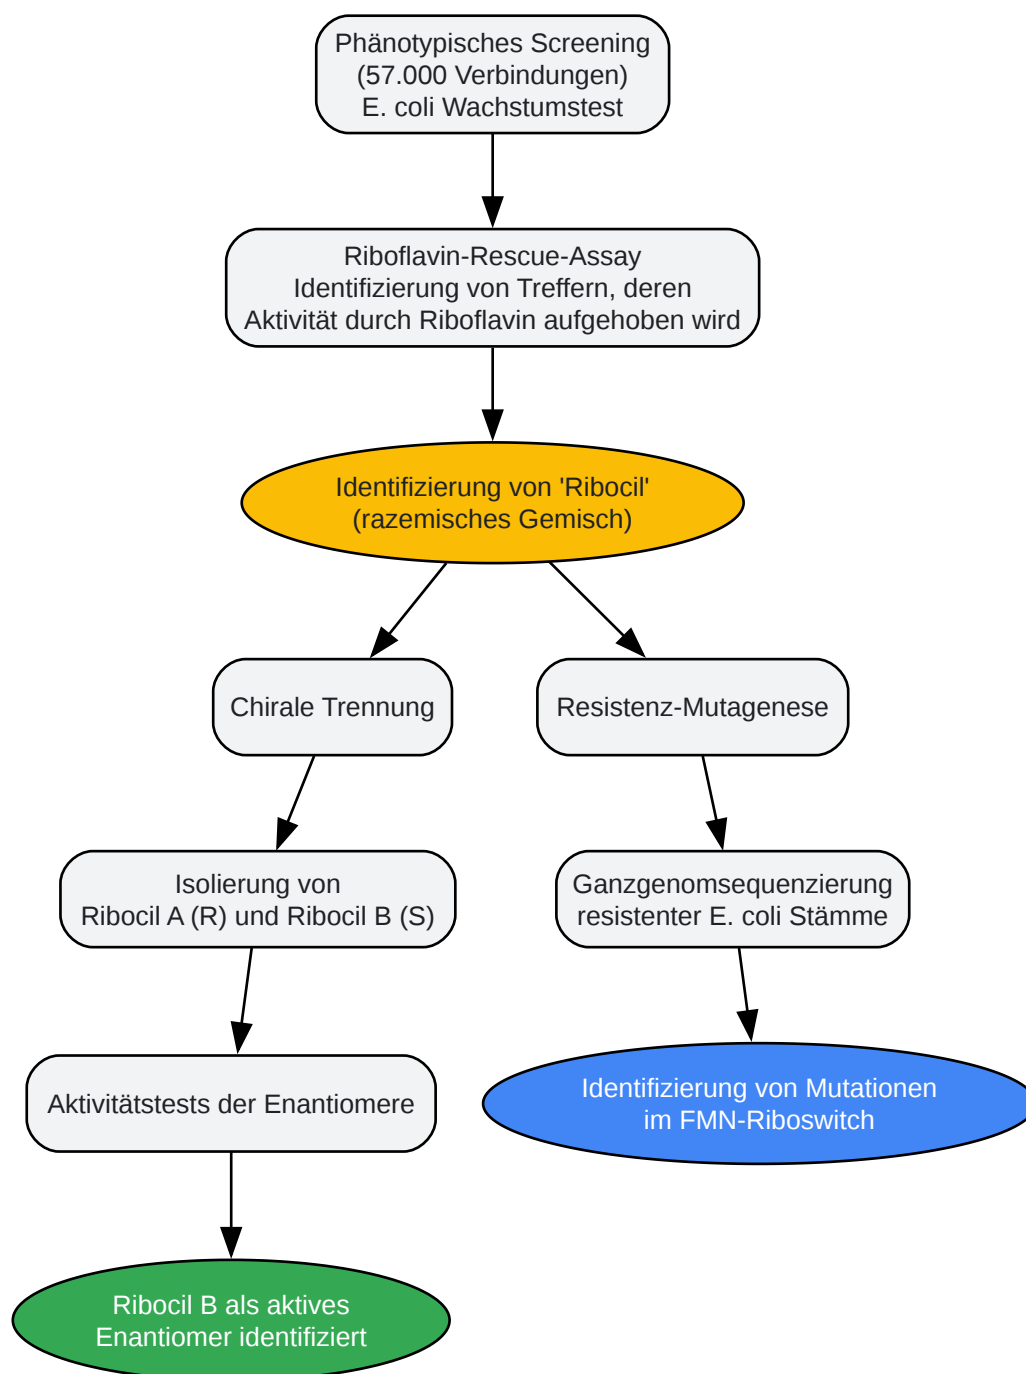 Phänotypisches Screening
(57.000 Verbindungen)
E. coli Wachstumstest
Riboflavin-Rescue-Assay
Identifizierung von Treffern, deren
Aktivität durch Riboflavin aufgehoben wird
Identifizierung von 'Ribocil'
(razemisches Gemisch)
Chirale Trennung
Resistenz-Mutagenese
Isolierung von
Ribocil A (R) und Ribocil B (S)
Ganzgenomsequenzierung
resistenter E. coli Stämme
Aktivitätstests der Enantiomere
Identifizierung von Mutationen
im FMN-Riboswitch
Ribocil B als aktives
Enantiomer identifiziert